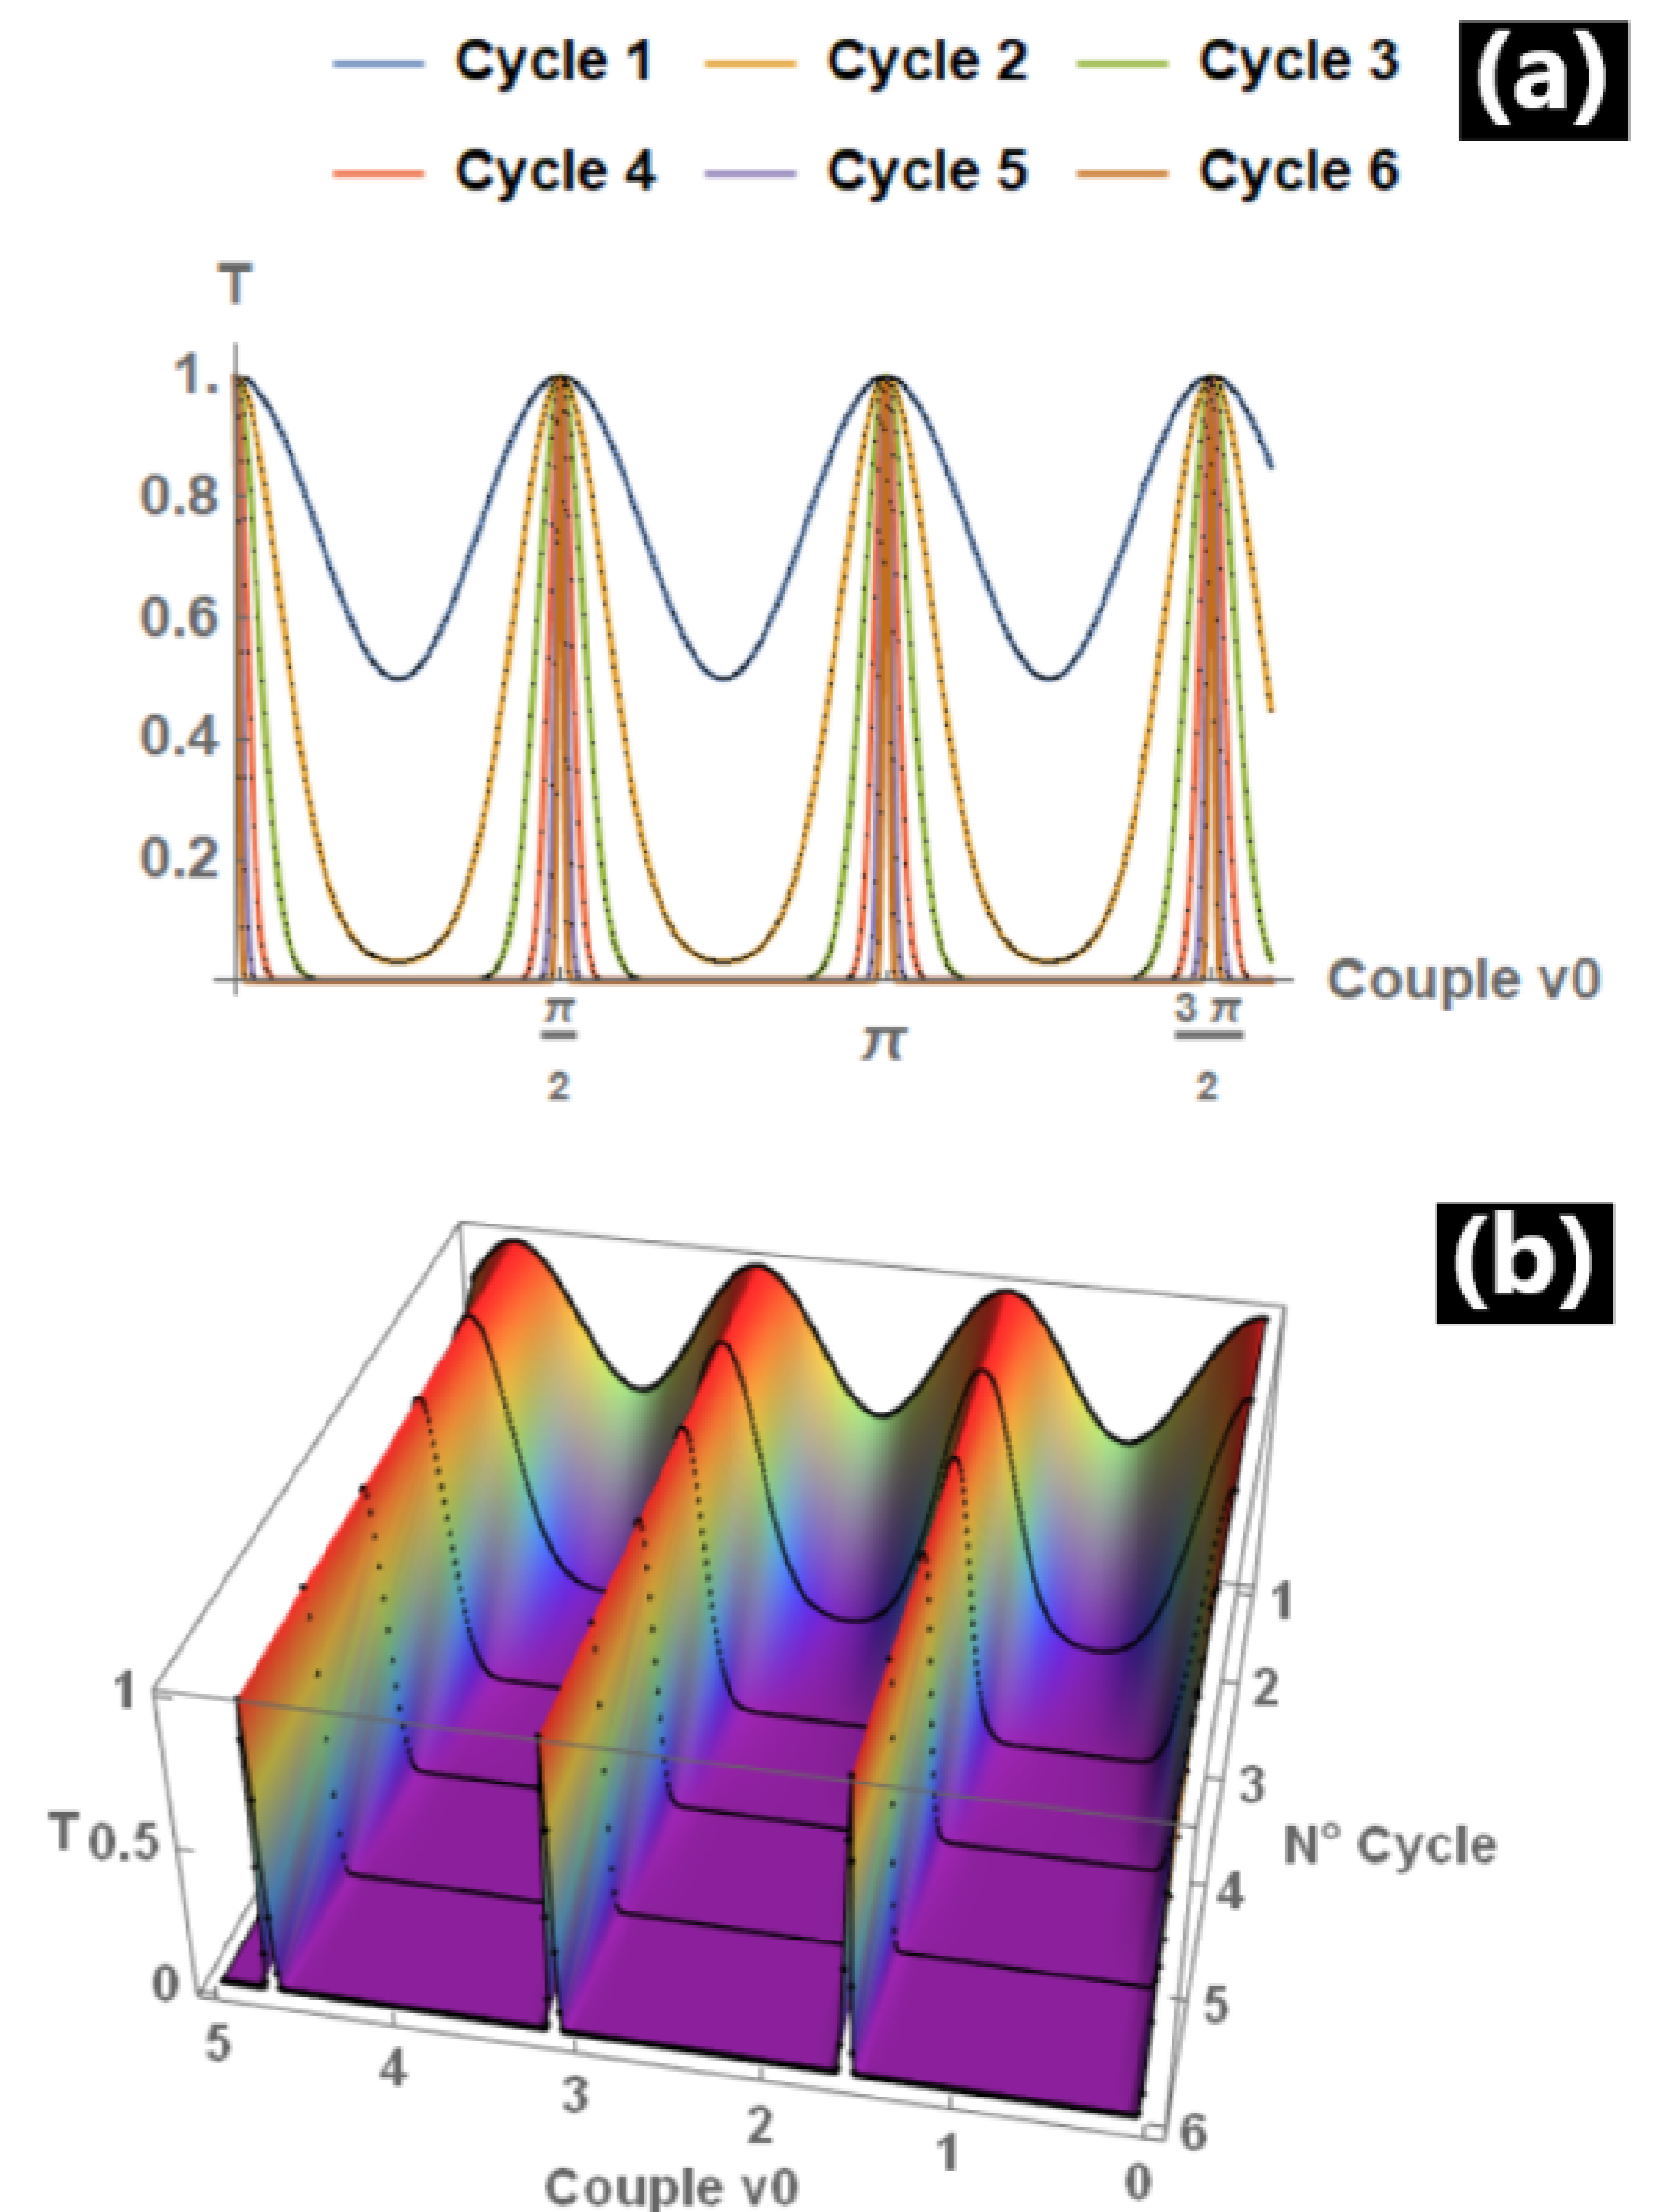 Cycle 1 Cycle 2 Cycle 3 (a)
Cycle 4 Cycle 5 Cycle 6
T
1.
0.8
0.6
0.4
0.2
Couple v0
π/2 π 3 π/2
(b)
1
2
3
4
5
6
N° Cycle
1
T 0.5
0
5 4 3 2 1 0
Couple v0